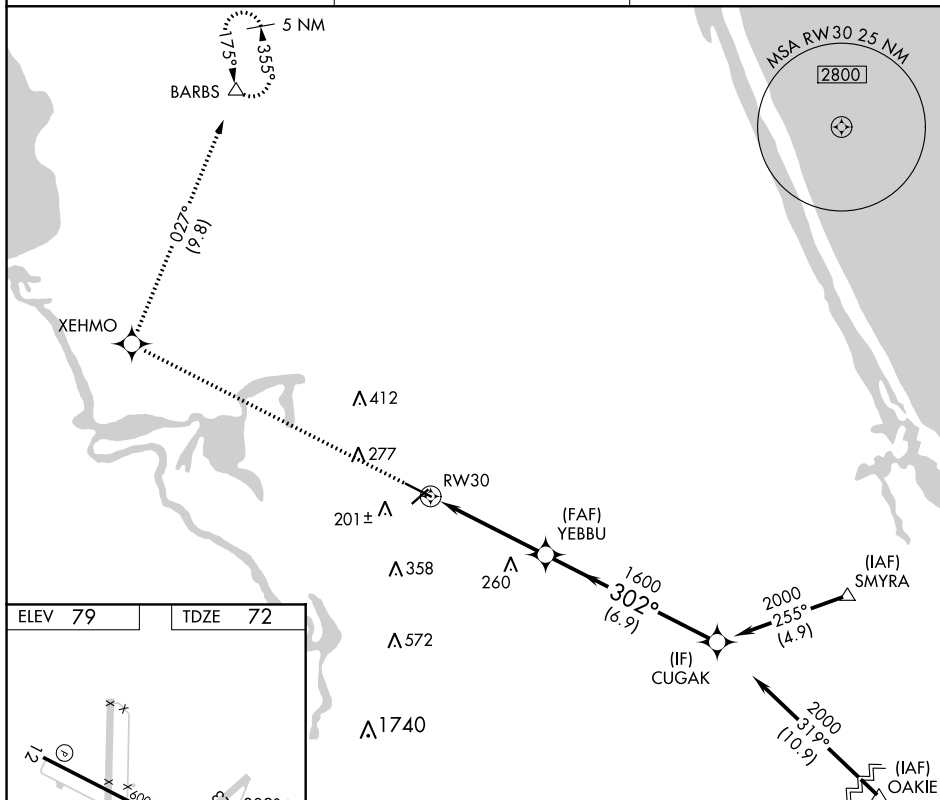 5 NM
175°
355°
BARBS
MSA RW30 25 NM
2800
027°
(9.8)
XEHMO
412
277
RW30
201±
(FAF)
YEBBU
358
260
1600
302°
(6.9)
(IAF)
SMYRA
2000
255°
(4.9)
572
(IF)
CUGAK
ELEV 79
TDZE 72
1740
2000
319°
(10.9)
(IAF)
OAKIE
x x
12
P
x x